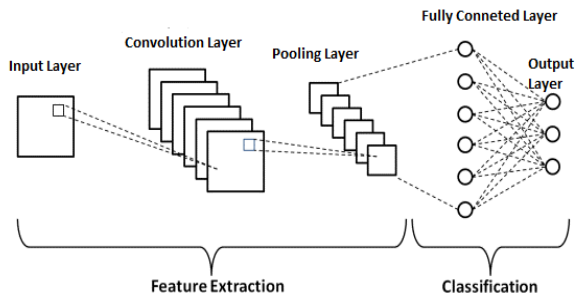 Fully Conneted Layer
Convolution Layer
Pooling Layer
Input Layer
Output
Layer
Feature Extraction
Classification